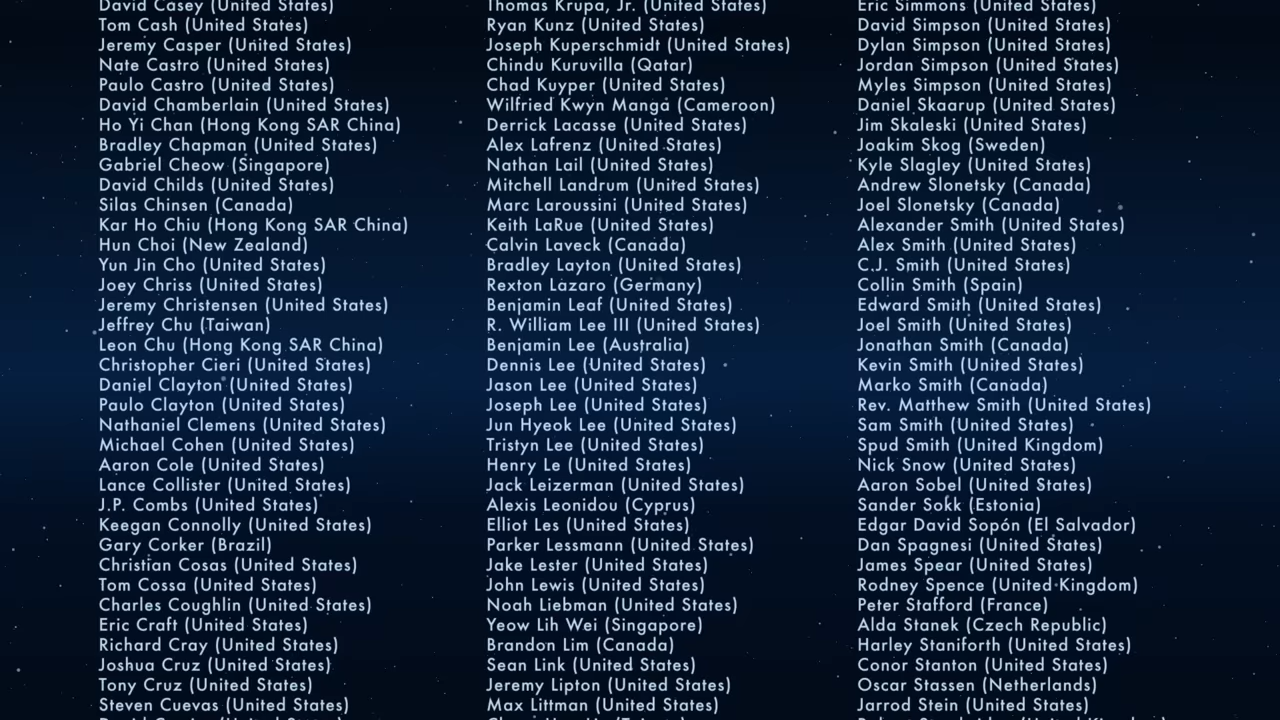 David Casey (United States)
Tom Cash (United States)
Jeremy Casper (United States)
Nate Castro (United States)
Paulo Castro (United States)
David Chamberlain (United States)
Ho Yi Chan (Hong Kong SAR China)
Bradley Chapman (United States)
Gabriel Cheow (Singapore)
David Childs (United States)
Silas Chinsen (Canada)
Kar Ho Chiu (Hong Kong SAR China)
Hun Choi (New Zealand)
Yun Jin Cho (United States)
Joey Chriss (United States)
Jeremy Christensen (United States)
Jeffrey Chu (Taiwan)
Leon Chu (Hong Kong SAR China)
Christopher Cieri (United States)
Daniel Clayton (United States)
Paulo Clayton (United States)
Nathaniel Clemens (United States)
Michael Cohen (United States)
Aaron Cole (United States)
Lance Collister (United States)
J.P. Combs (United States)
Keegan Connolly (United States)
Gary Corker (Brazil)
Christian Cosas (United States)
Tom Cossa (United States)
Charles Coughlin (United States)
Eric Craft (United States)
Richard Cray (United States)
Joshua Cruz (United States)
Tony Cruz (United States)
Steven Cuevas (United States)
Thomas Krupa, Jr. (United States)
Ryan Kunz (United States)
Joseph Kuperschmidt (United States)
Chindu Kuruvilla (Qatar)
Chad Kuyper (United States)
Wilfried Kwyn Manga (Cameroon)
Derrick Lacasse (United States)
Alex Lafrenz (United States)
Nathan Lail (United States)
Mitchell Landrum (United States)
Marc Laroussini (United States)
Keith LaRue (United States)
Calvin Laveck (Canada)
Bradley Layton (United States)
Rexton Lazaro (Germany)
Benjamin Leaf (United States)
R. William Lee III (United States)
Benjamin Lee (Australia)
Dennis Lee (United States)
Jason Lee (United States)
Joseph Lee (United States)
Jun Hyeok Lee (United States)
Tristyn Lee (United States)
Henry Le (United States)
Jack Leizerman (United States)
Alexis Leonidou (Cyprus)
Elliot Les (United States)
Parker Lessmann (United States)
Jake Lester (United States)
John Lewis (United States)
Noah Liebman (United States)
Yeow Lih Wei (Singapore)
Brandon Lim (Canada)
Sean Link (United States)
Jeremy Lipton (United States)
Max Littman (United States)
Eric Simmons (United States)
David Simpson (United States)
Dylan Simpson (United States)
Jordan Simpson (United States)
Myles Simpson (United States)
Daniel Skaarup (United States)
Jim Skaleski (United States)
Joakim Skog (Sweden)
Kyle Slagley (United States)
Andrew Slonetsky (Canada)
Joel Slonetsky (Canada)
Alexander Smith (United States)
Alex Smith (United States)
C.J. Smith (United States)
Collin Smith (Spain)
Edward Smith (United States)
Joel Smith (United States)
Jonathan Smith (Canada)
Kevin Smith (United States)
Marko Smith (Canada)
Rev. Matthew Smith (United States)
Sam Smith (United States)
Spud Smith (United Kingdom)
Nick Snow (United States)
Aaron Sobel (United States)
Sander Sokk (Estonia)
Edgar David Sopón (El Salvador)
Dan Spagnesi (United States)
James Spear (United States)
Rodney Spence (United Kingdom)
Peter Stafford (France)
Alda Stanek (Czech Republic)
Harley Staniforth (United States)
Conor Stanton (United States)
Oscar Stassen (Netherlands)
Jarrod Stein (United States)